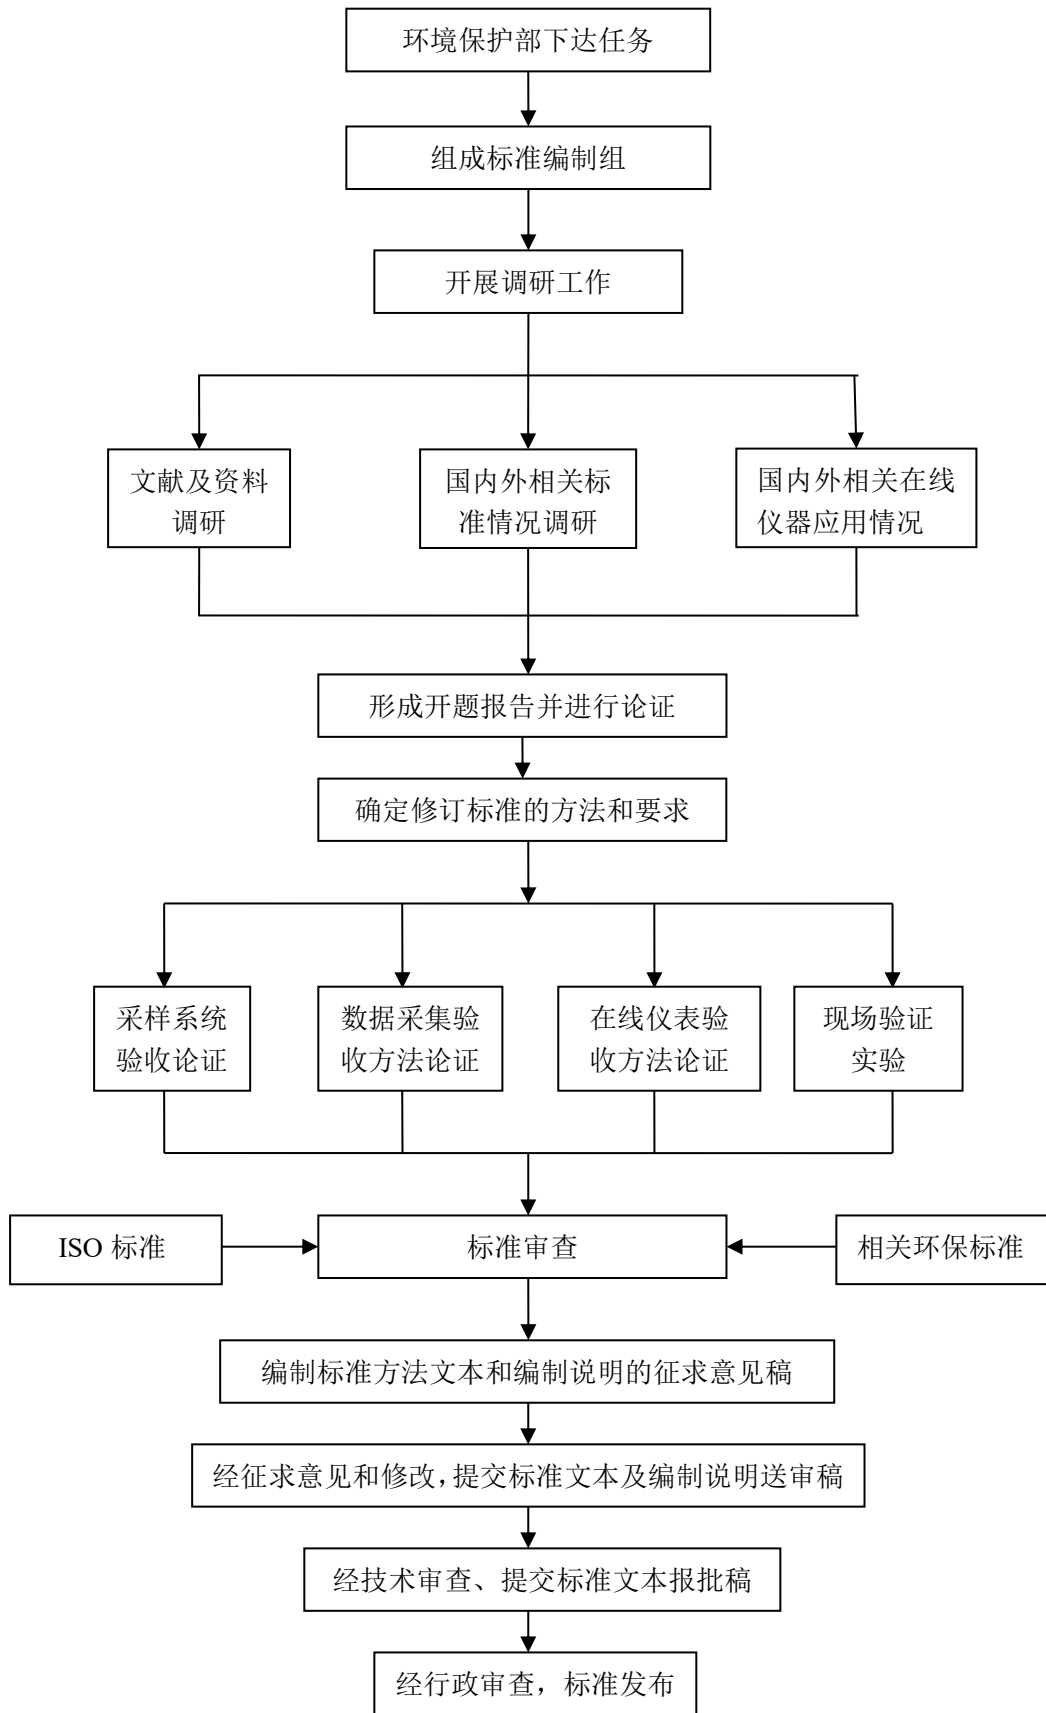 环境保护部下达任务
组成标准编制组
开展调研工作
文献及资料
调研
国内外相关标
准情况调研
国内外相关在线
仪器应用情况
形成开题报告并进行论证
确定修订标准的方法和要求
采样系统
验收论证
数据采集验
收方法论证
在线仪表验
收方法论证
现场验证
实验
ISO 标准
标准审查
相关环保标准
编制标准方法文本和编制说明的征求意见稿
经征求意见和修改,提交标准文本及编制说明送审稿
经技术审查、提交标准文本报批稿
经行政审查，标准发布